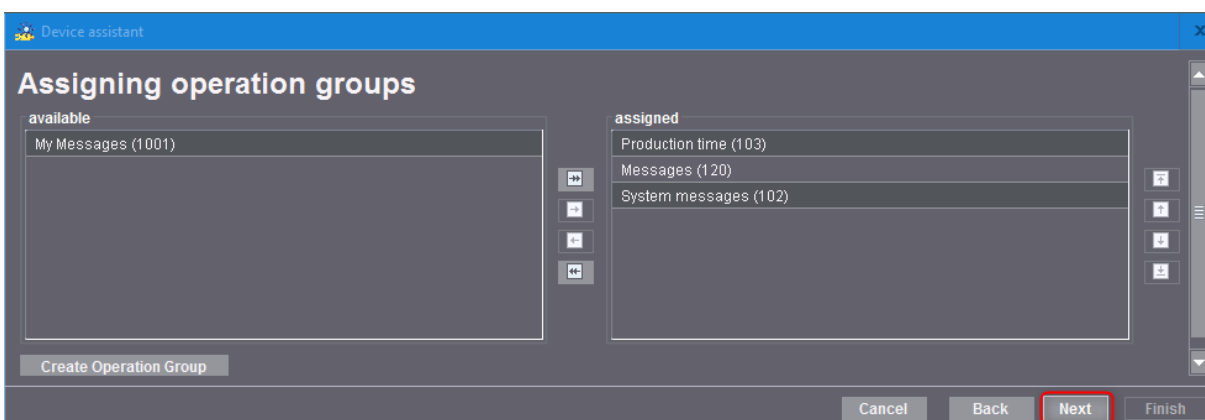 Device assistant
x
Assigning operation groups
available
My Messages (1001)
assigned
Production time (103)
Messages (120)
System messages (102)
Create Operation Group
Cancel Back Next Finish